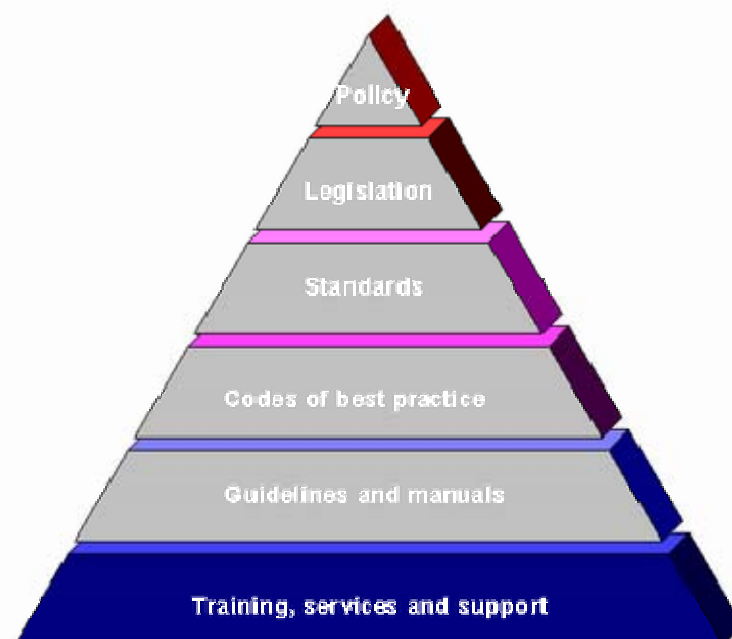 Policy
Legislation
Standards
Codes of best practice
Guidelines and manuals
Training, services and support